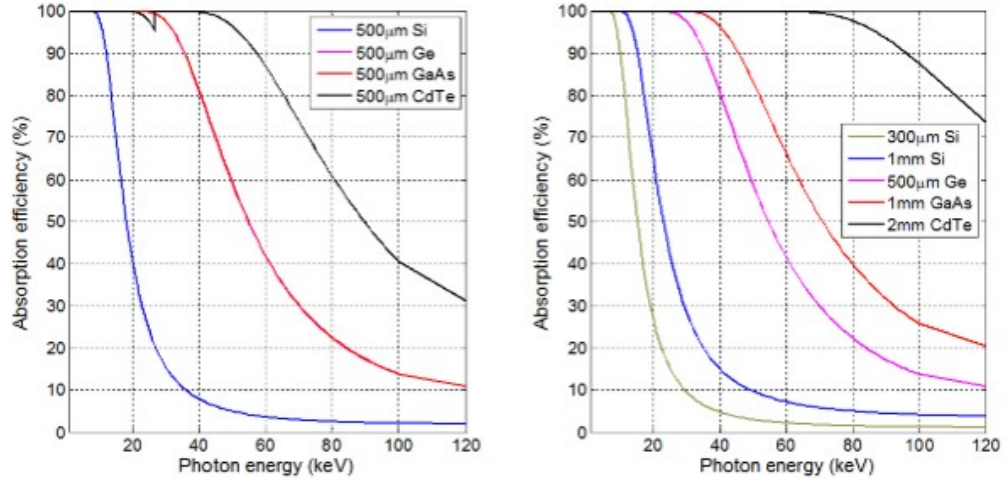 Absorption efficiency (%)
100
90
80
70
60
50
40
30
20
10
0
500μm Si
500μm Ge
500μm GaAs
500μm CdTe
20 40 60 80 100 120
Photon energy (keV)
Absorption efficiency (%)
100
90
80
70
60
50
40
30
20
10
0
300μm Si
1mm Si
500μm Ge
1mm GaAs
2mm CdTe
20 40 60 80 100 120
Photon energy (keV)